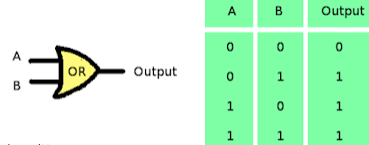 A
B
OR
Output
A B Output
0 0 0
0 1 1
1 0 1
1 1 1